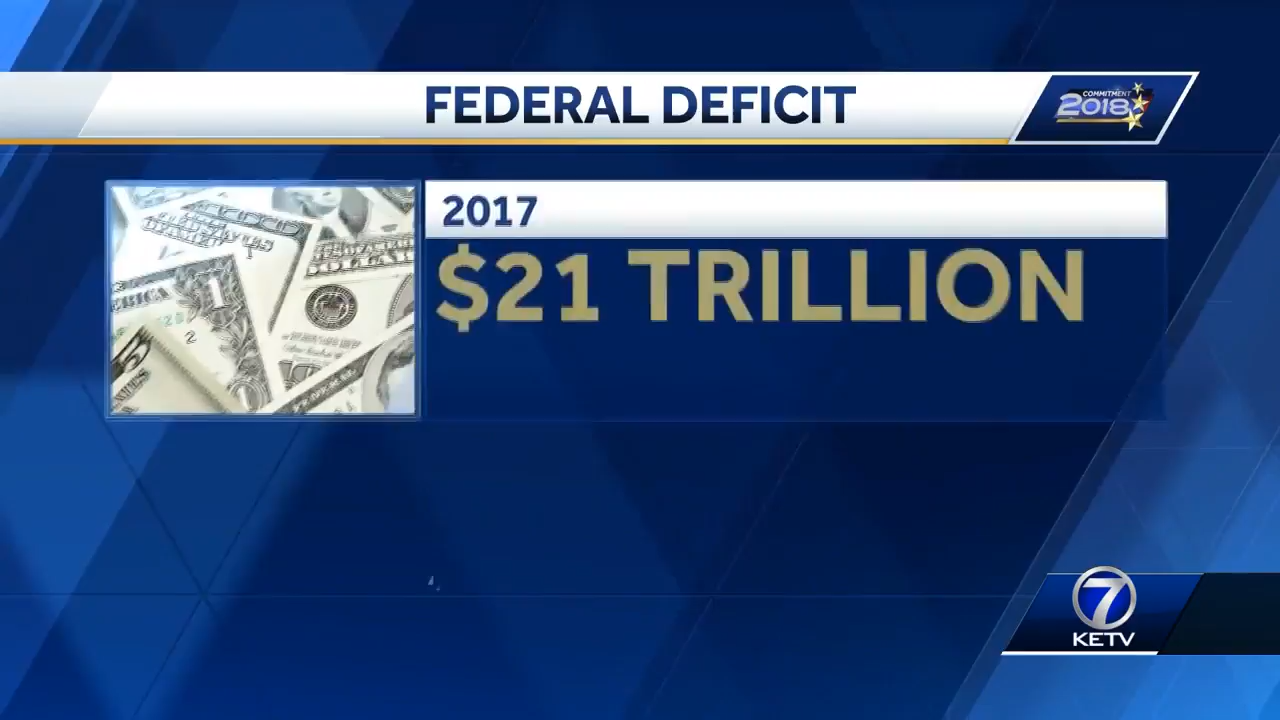 FEDERAL DEFICIT
COMMITMENT
2018
2017
$21 TRILLION
7
KETV